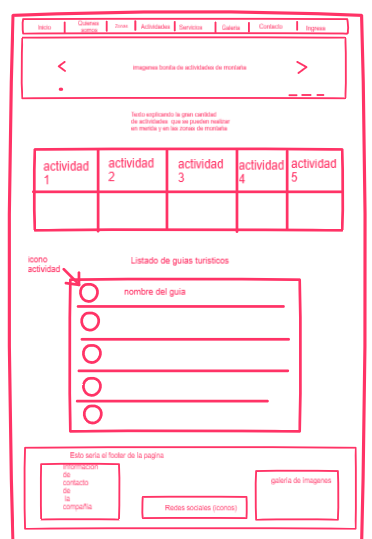 Inicio Quiénes somos Zonas Actividades Servicios Galeria Contacto Ingreso
imagenes bonita de actividades de montaña
Texto explicando la gran cantidad
de actividades que se pueden realizar
en merida y en las zonas de montaña
actividad 1 actividad 2 actividad 3 actividad 4 actividad 5
icono
actividad
Listado de guias turisticos
nombre del guia
Esto seria el footer de la pagina
informacion
de
contacto
de
la
compañia
Redes sociales (iconos)
galeria de imagenes